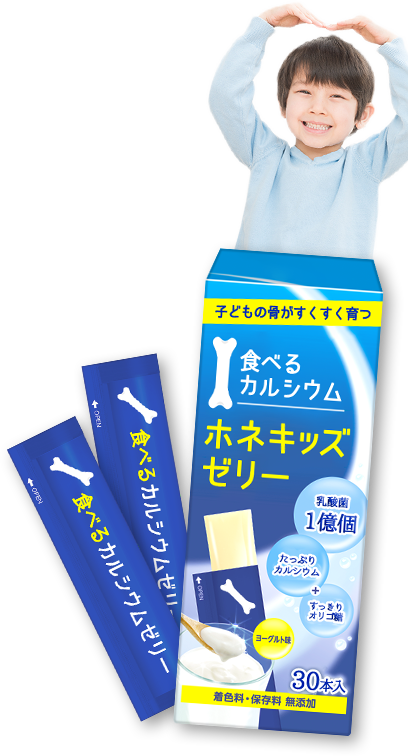 子どもの骨がすくすく育つ
食べる
カルシウム
ホネキッズ
ゼリー
乳酸菌
1億個
たっぷり
カルシウム
+
すっきり
オリゴ糖
OPEN
ヨーグルト味
30本入
着色料・保存料 無添加
OPEN
食べるカルシウムゼリー
OPEN
食べるカルシウムゼリー